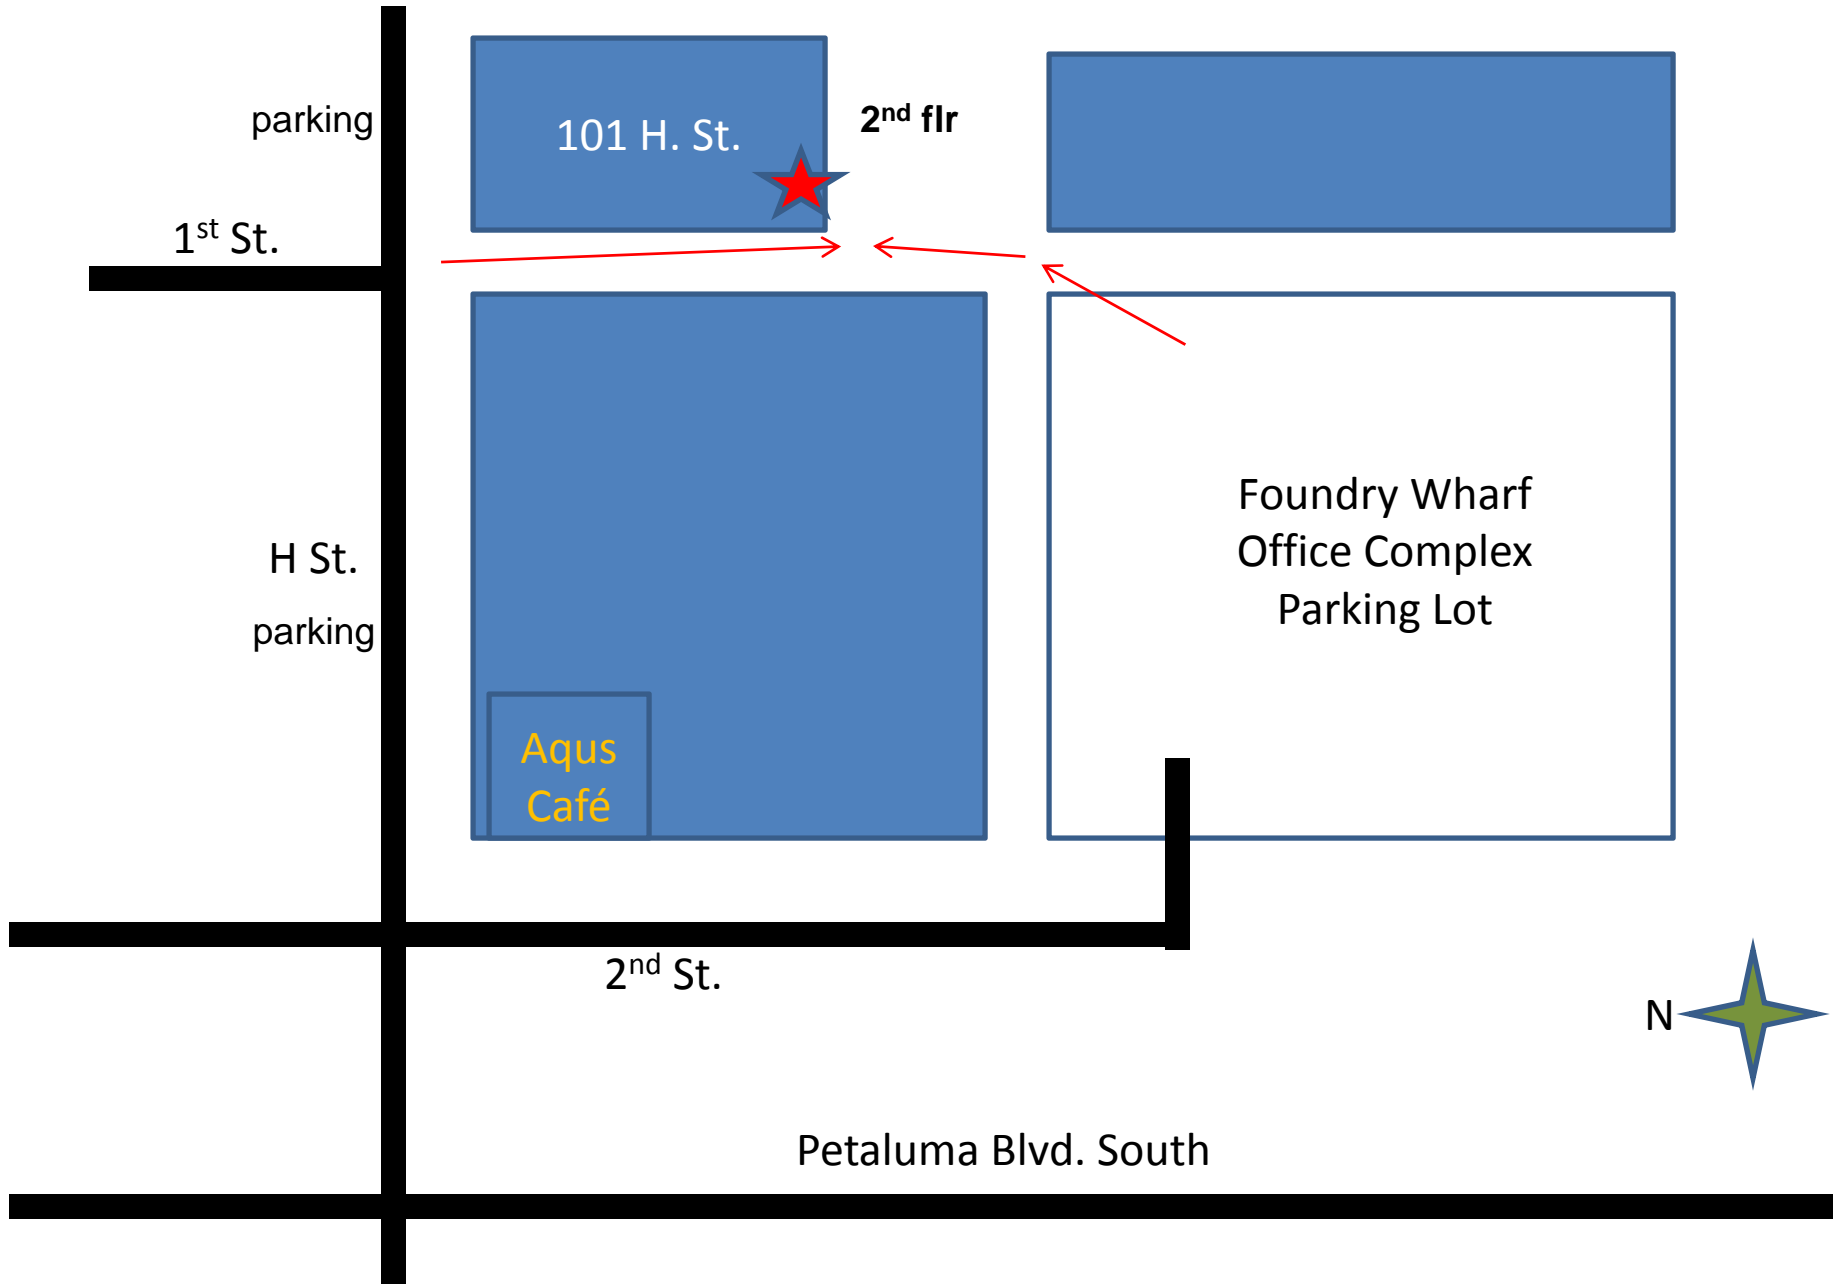 parking
101 H. St.
2nd flr
1st St.
H St.
parking
Foundry Wharf
Office Complex
Parking Lot
Aqus
Café
2nd St.
N
Petaluma Blvd. South